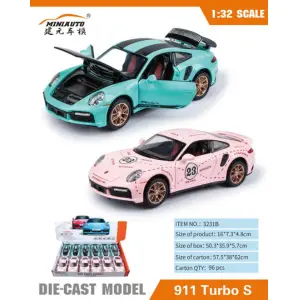 MINIAUTO
建元车模
1:32 SCALE
23
ITEM NO.: 3231B
Size of product: 16*7.3*4.8cm
Size of box: 50.3*35.9*5.7cm
Size of carton: 57.5*38*62cm
Carton QTY: 96 pcs
DIE-CAST MODEL
911 Turbo S